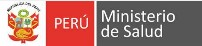 PERÚ
Ministerio
de Salud